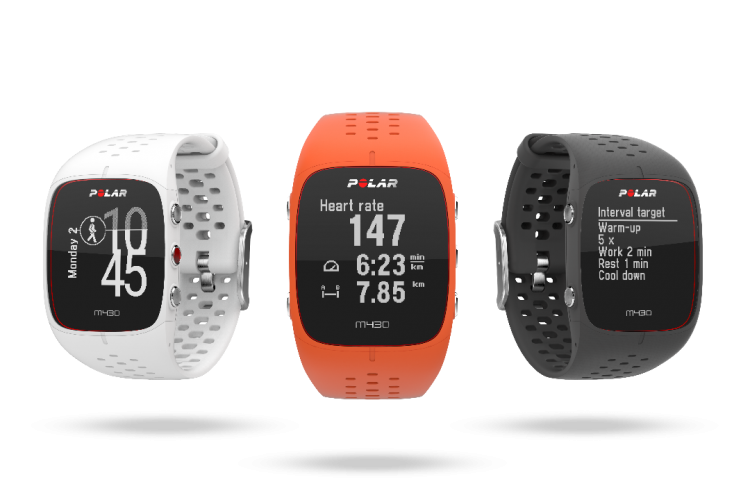 POLAR
Monday 2
10
45
M430
POLAR
Heart rate
147
6:23 min
km
A B 7.85 km
M430
POLAR
Interval target
Warm-up
5 x
Work 2 min
Rest 1 min
Cool down
M430